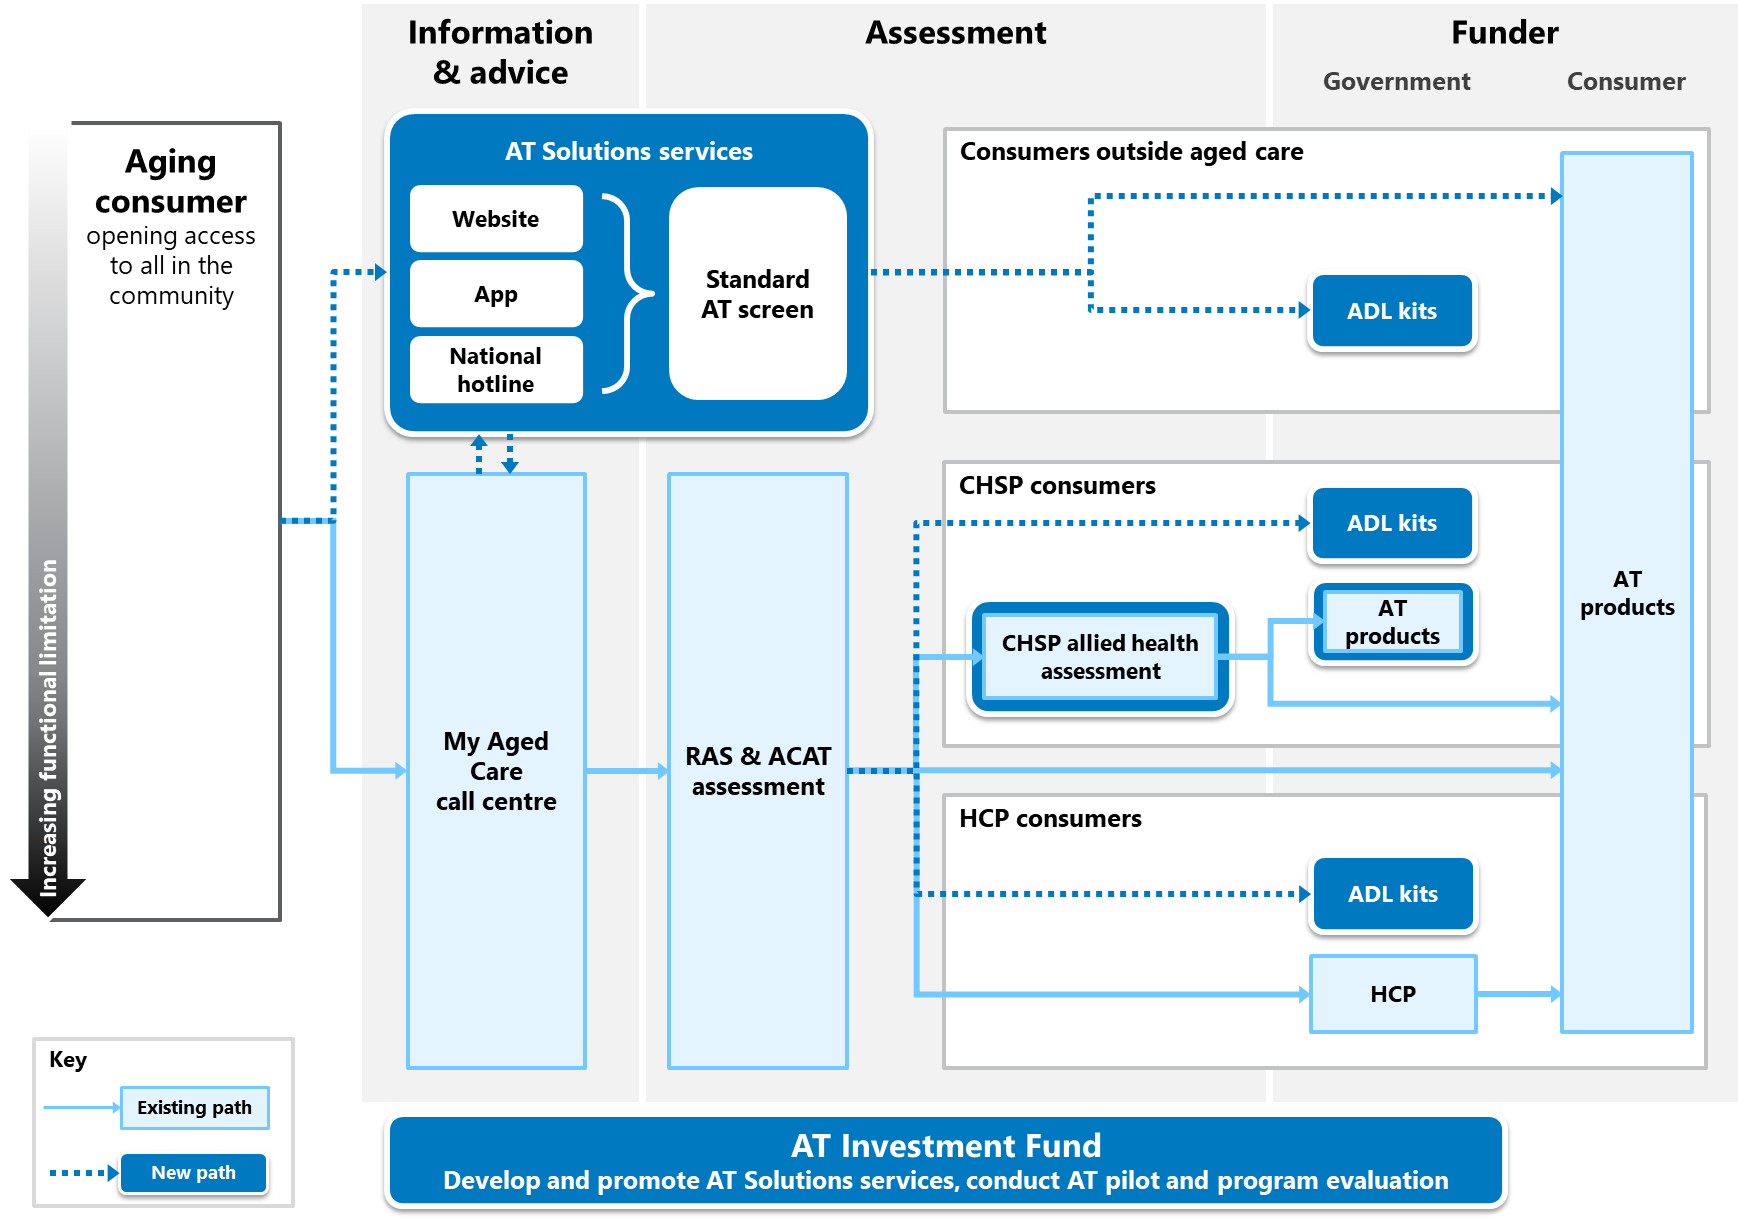 Information
& advice
Assessment
Funder
Government
Consumer
Aging
consumer
opening access
to all in the
community
Increasing functional limitation
AT Solutions services
Website
App
National
hotline
Standard
AT screen
Consumers outside aged care
ADL kits
CHSP consumers
ADL kits
AT
products
CHSP allied health
assessment
AT
products
My Aged
Care
call centre
RAS & ACAT
assessment
HCP consumers
ADL kits
HCP
Key
Existing path
New path
AT Investment Fund
Develop and promote AT Solutions services, conduct AT pilot and program evaluation